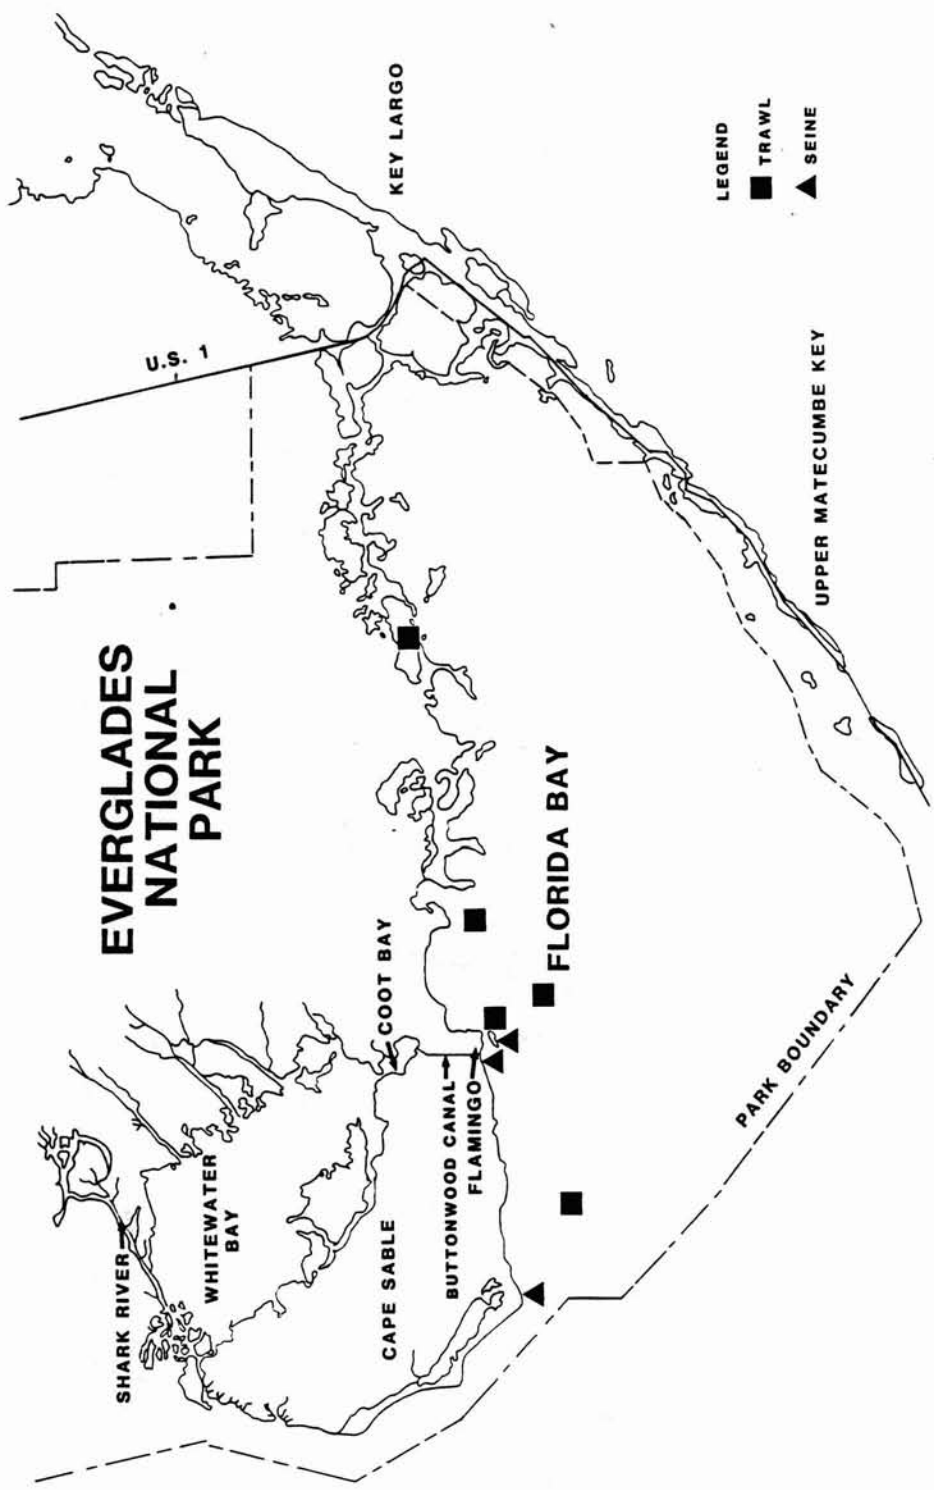 EVERGLADES
NATIONAL
PARK
U.S. 1
KEY LARGO
SHARK RIVER
WHITEWATER
BAY
COOT BAY
CAPE SABLE
BUTTONWOOD CANAL
FLAMINGO
FLORIDA BAY
PARK BOUNDARY
UPPER MATECUMBE KEY
LEGEND
TRAWL
SEINE